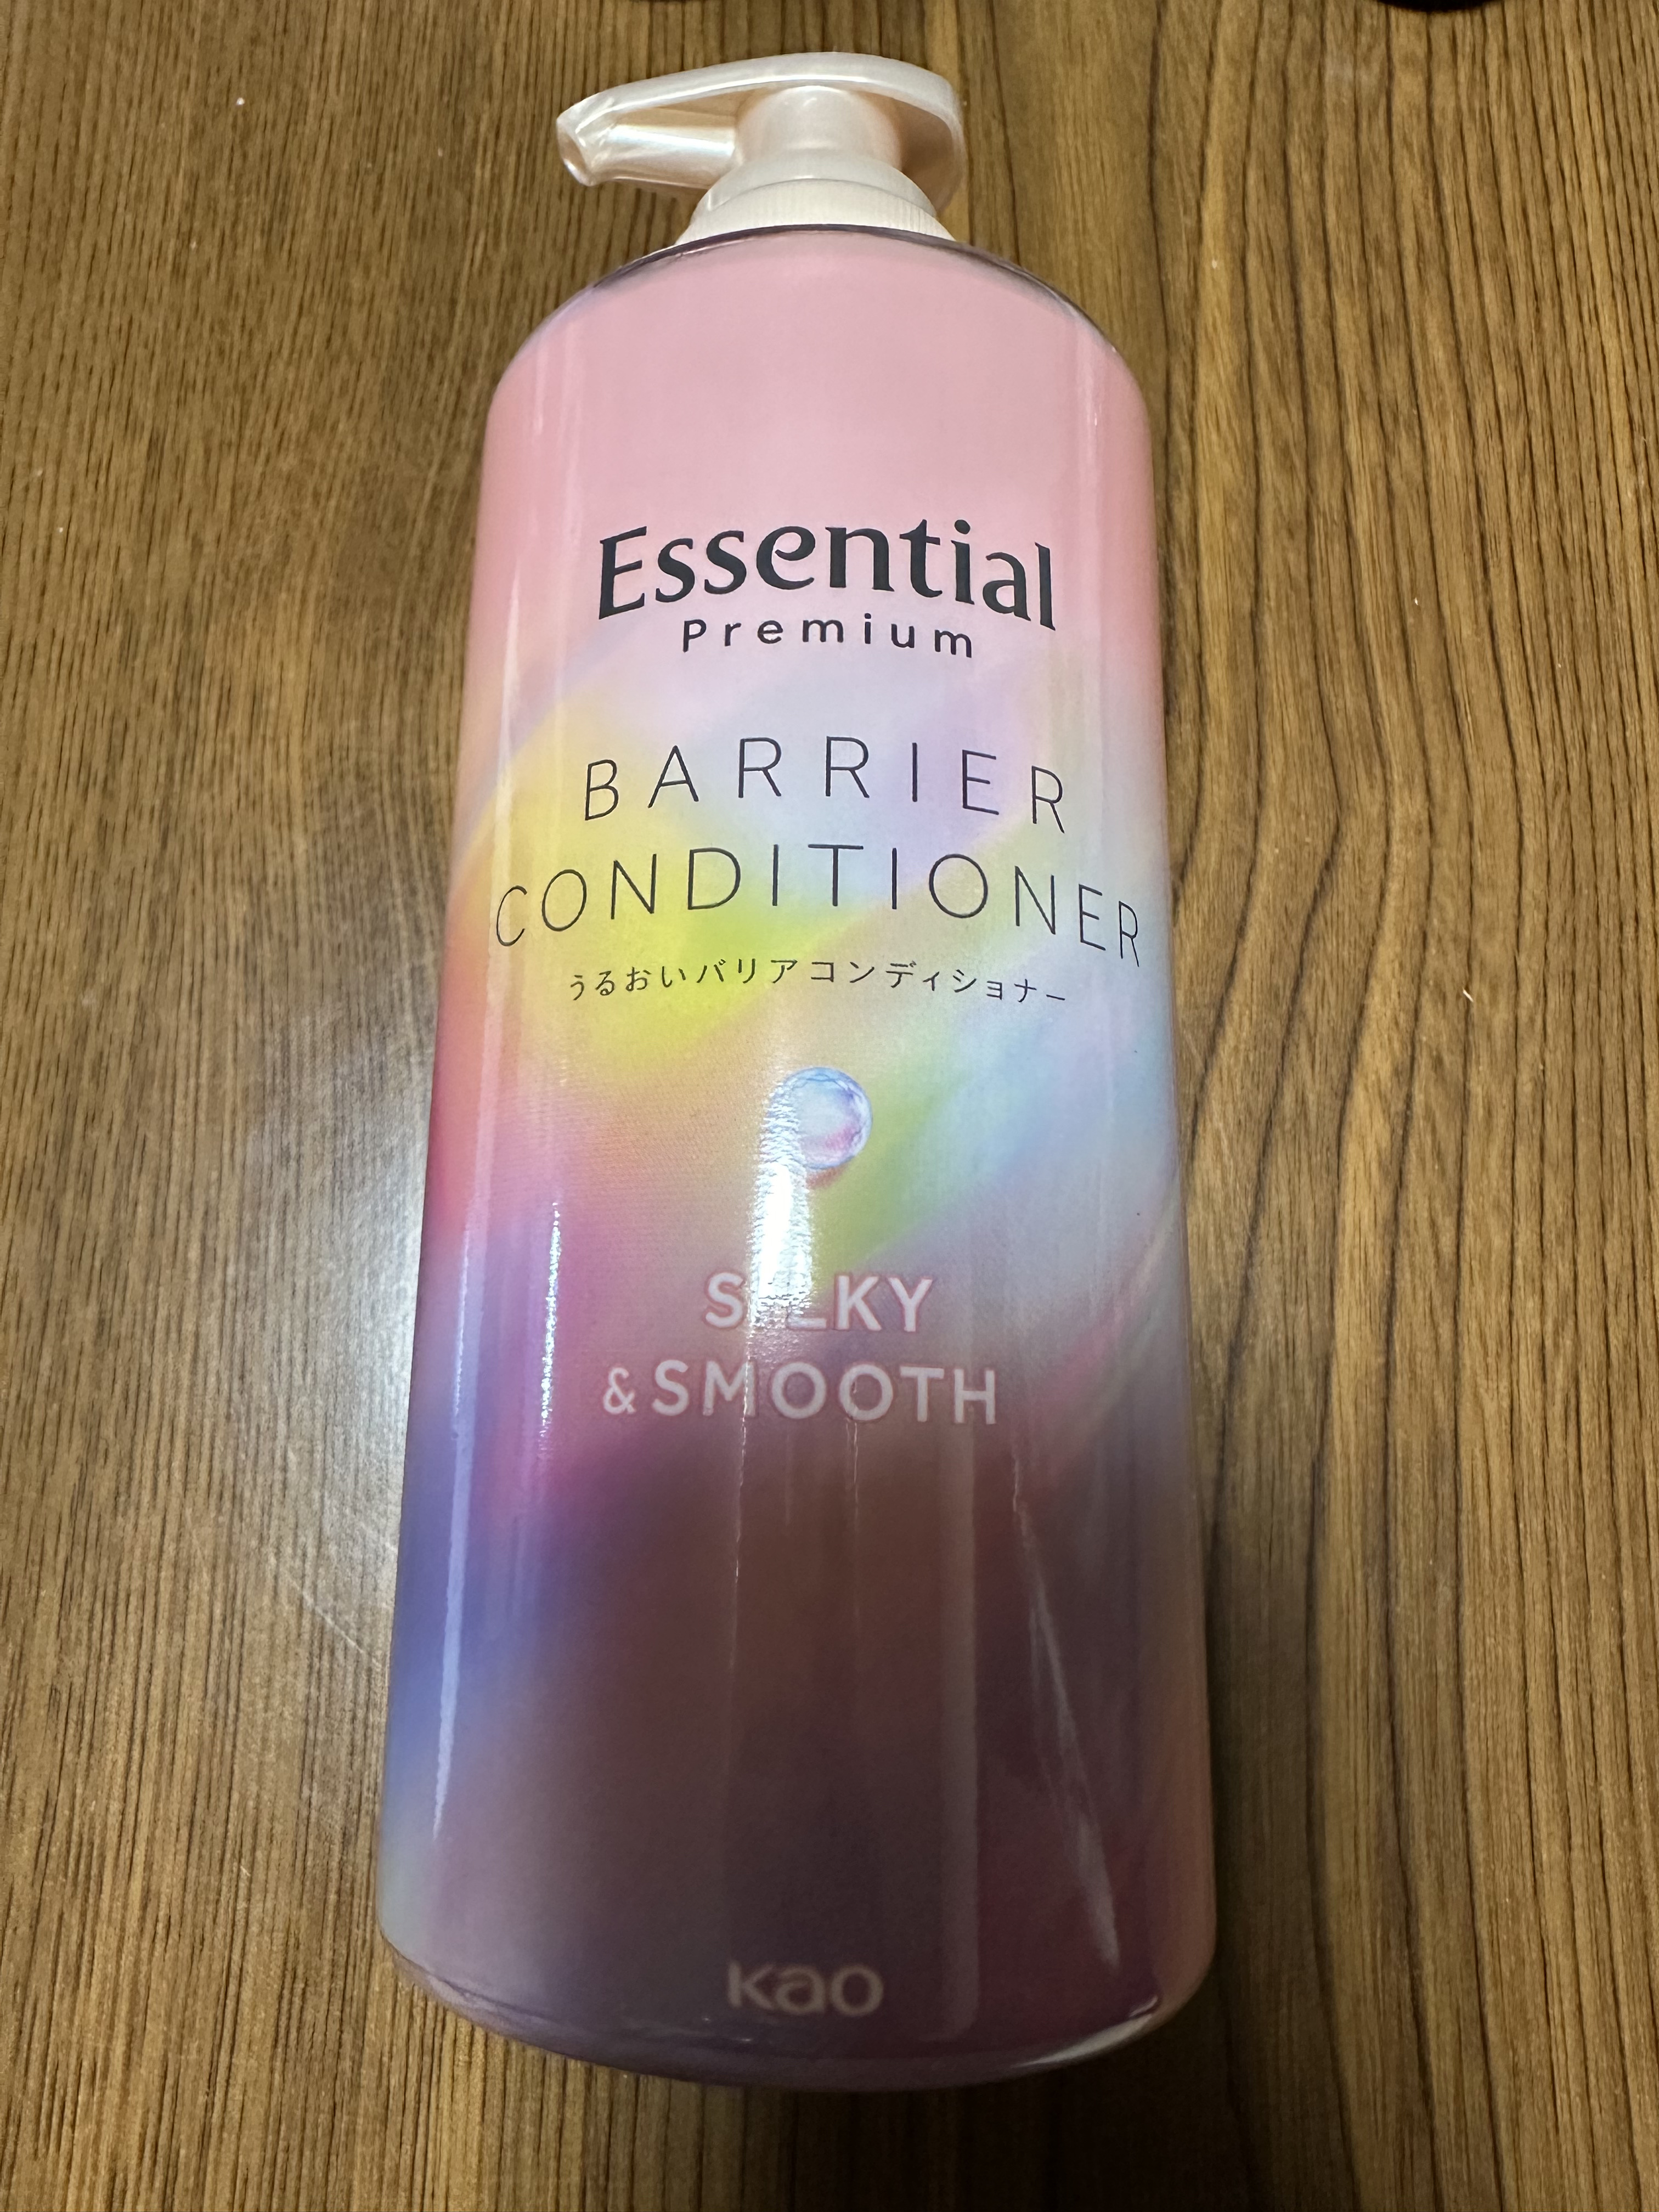 Essential
Premium
BARRIER
CONDITIONER
うるおいバリアコンディショナー
SILKY
&SMOOTH
Kao